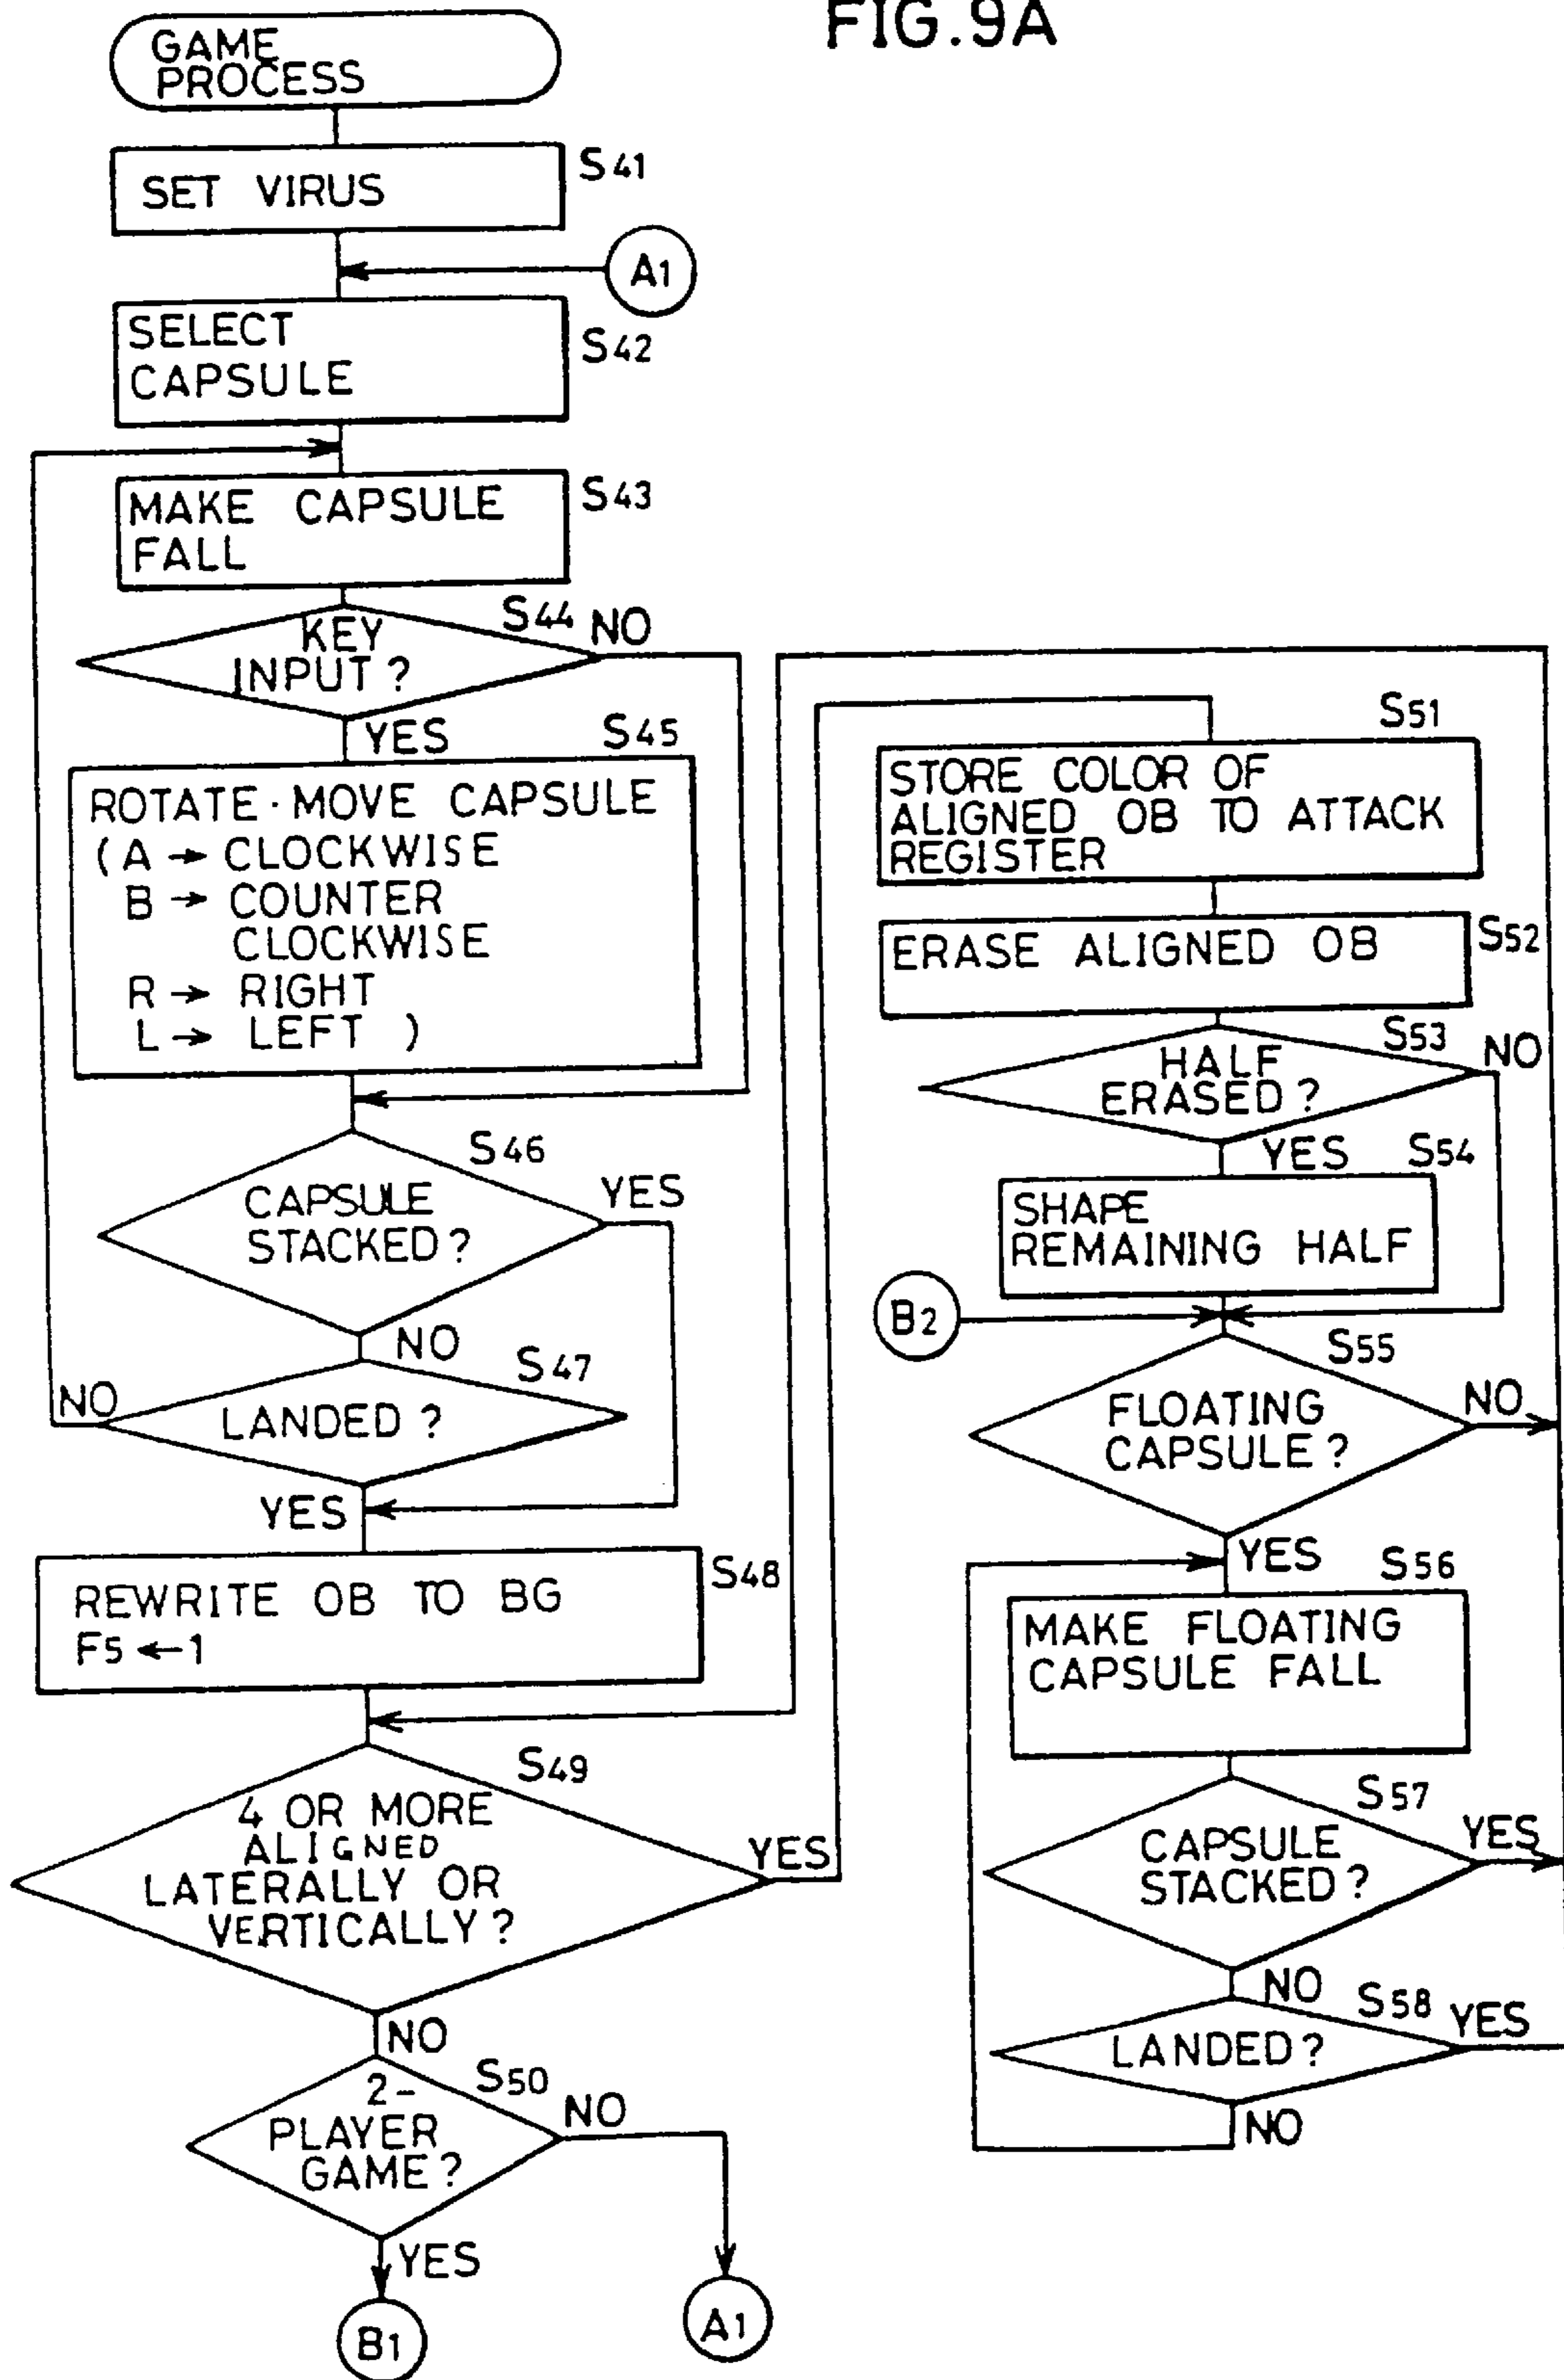 FIG.9A
GAME
PROCESS
SET VIRUS
S41
A1
SELECT
CAPSULE
S42
MAKE CAPSULE
FALL
S43
KEY
INPUT?
S44
NO
YES
S45
ROTATE·MOVE CAPSULE
(A → CLOCKWISE
B → COUNTER
CLOCKWISE
R → RIGHT
L → LEFT )
S46
CAPSULE
STACKED?
YES
NO
S47
NO
LANDED?
YES
REWRITE OB TO BG
F5 ← 1
S48
S49
4 OR MORE
ALIGNED
LATERALLY OR
VERTICALLY?
YES
NO
S50
2-
PLAYER
GAME?
NO
YES
B1
A1
S51
STORE COLOR OF
ALIGNED OB TO ATTACK
REGISTER
ERASE ALIGNED OB
S52
S53
HALF
ERASED?
NO
YES
S54
SHAPE
REMAINING HALF
B2
S55
FLOATING
CAPSULE?
NO
YES
S56
MAKE FLOATING
CAPSULE FALL
S57
CAPSULE
STACKED?
YES
NO
S58
LANDED?
YES
NO